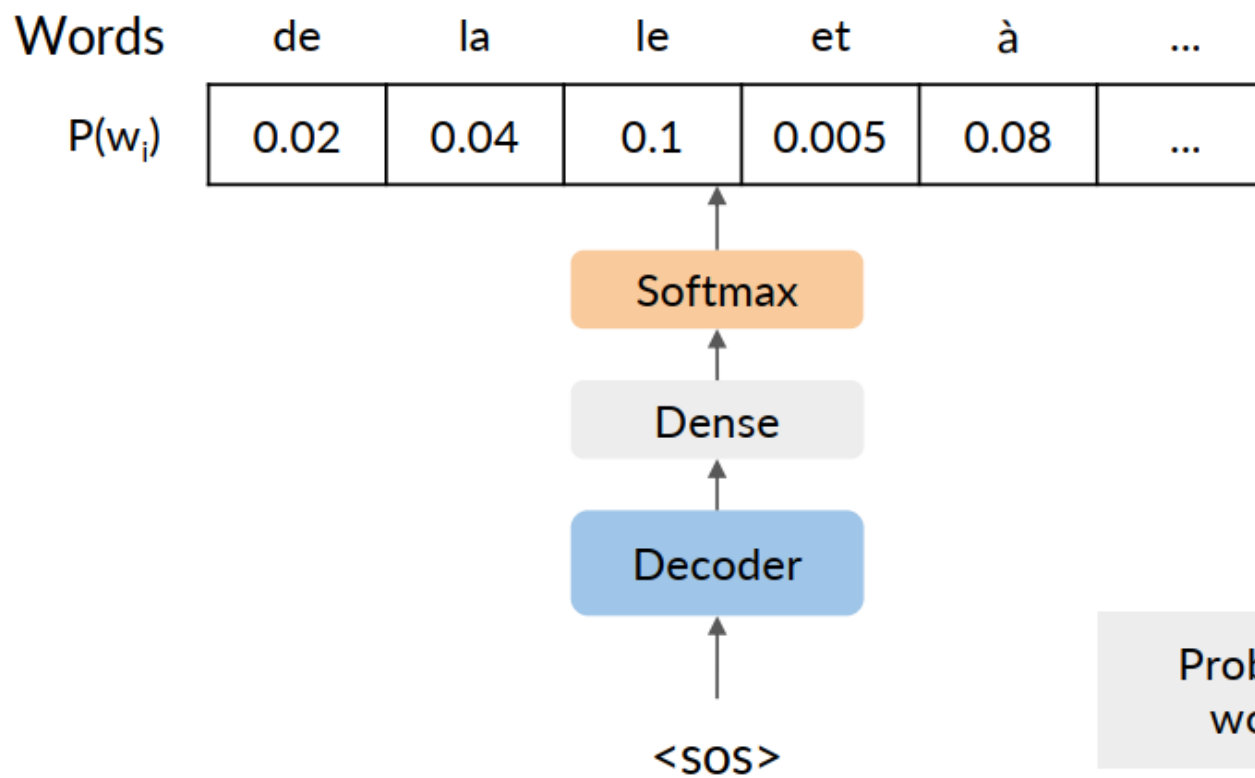 Words de la le et à ...
P(wᵢ) 0.02 0.04 0.1 0.005 0.08 ...
Softmax
Dense
Decoder
<sos>